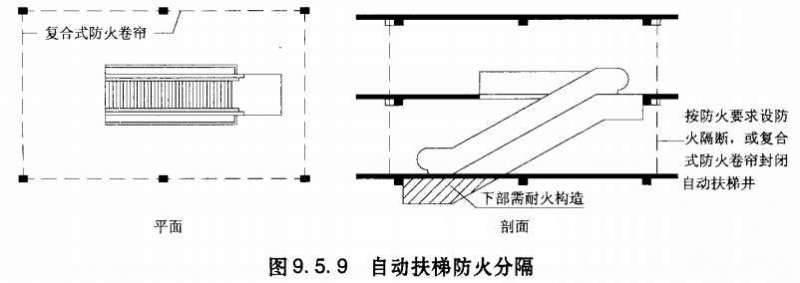 复合式防火卷帘
按防火要求设防
火隔断，或复合
式防火卷帘封闭
自动扶梯井
下部需耐火构造
平面
剖面
图9.5.9 自动扶梯防火分隔